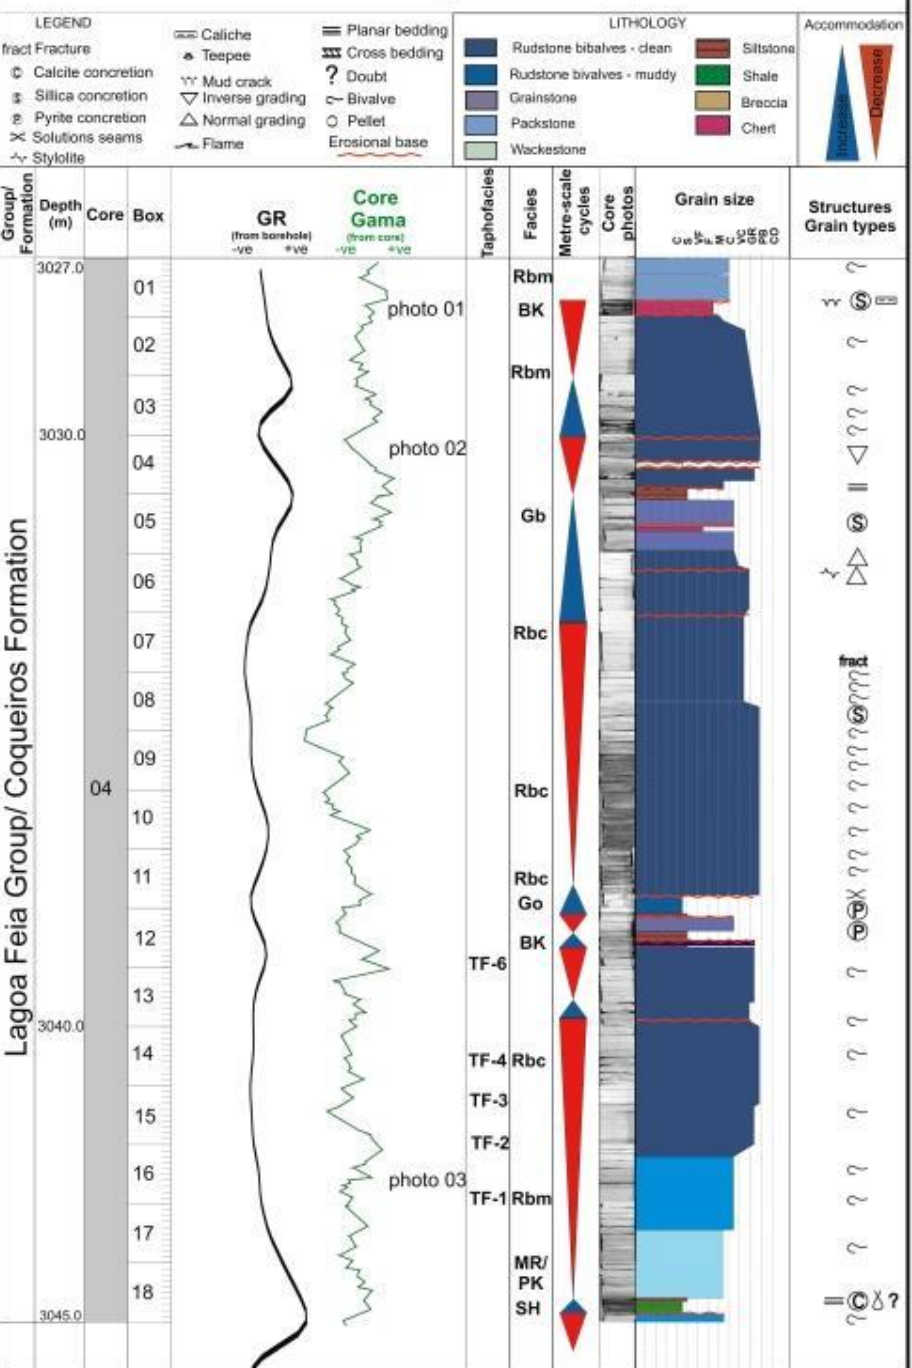 LEGEND
fract Fracture
© Calcite concretion
Ⓢ Sillica concretion
Ⓟ Pyrite concretion
Solutions seams
Stylolite
Caliche
Teepee
Mud crack
Inverse grading
Normal grading
Flame
Planar bedding
Cross bedding
? Doubt
Bivalve
Pellet
Erosional base
LITHOLOGY
Rudstone bibalves - clean
Rudstone bivalves - muddy
Grainstone
Packstone
Wackestone
Siltstone
Shale
Breccia
Chert
Accommodation
Increase
Decrease
Group/
Formation
Depth
(m)
Core
Box
GR
(from borehole)
-ve +ve
Core
Gama
(from core)
-ve +ve
Taphofacies
Facies
Metre-scale
cycles
Core
photos
Grain size
C S VF F M C VC GR PB CO
Structures
Grain types
Lagoa Feia Group/ Coqueiros Formation
3027.0
3030.0
3040.0
3045.0
04
01
02
03
04
05
06
07
08
09
10
11
12
13
14
15
16
17
18
photo 01
photo 02
photo 03
TF-6
TF-4
TF-3
TF-2
TF-1
Rbm
BK
Rbm
Gb
Rbc
Rbc
Rbc
Go
BK
Rbc
Rbm
MR/
PK
SH
Ⓢ
Ⓢ
fract
Ⓢ
Ⓟ
Ⓟ
© ?